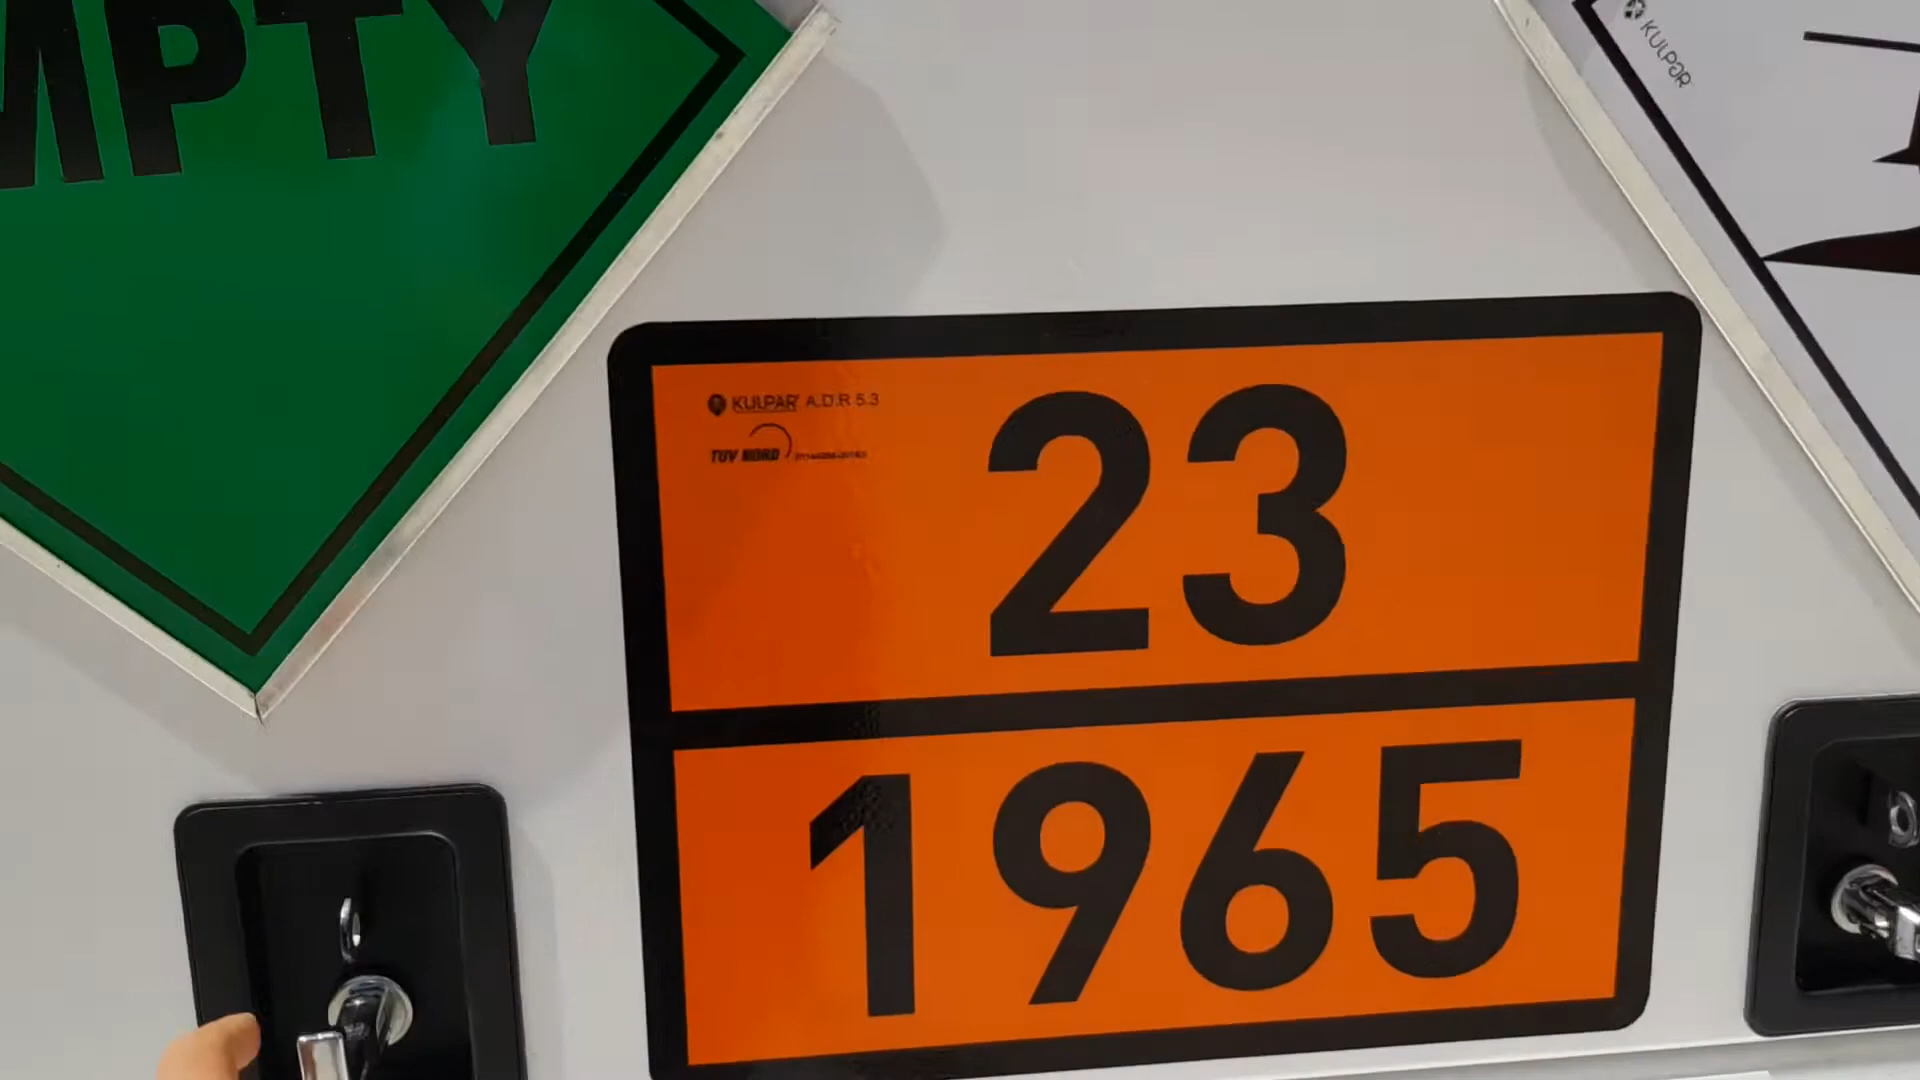 MPTY
KULPAR
KULPAR A.D.R 5.3
TUV NORD
23
1965